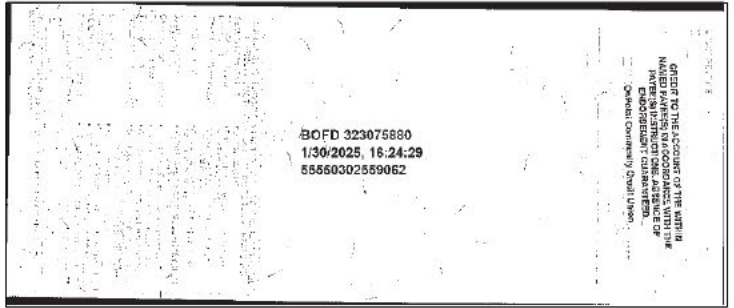 BOFD 323075880
1/30/2025, 16:24:29
55550302559062
CREDIT TO THE ACCOUNT OF THE WITHIN
NAMED PAYEE(S) IN ACCORDANCE WITH THE
PAYEE(S) INSTRUCTIONS. ABSENCE OF
ENDORSEMENT GUARANTEED.
OnPoint Community Credit Union